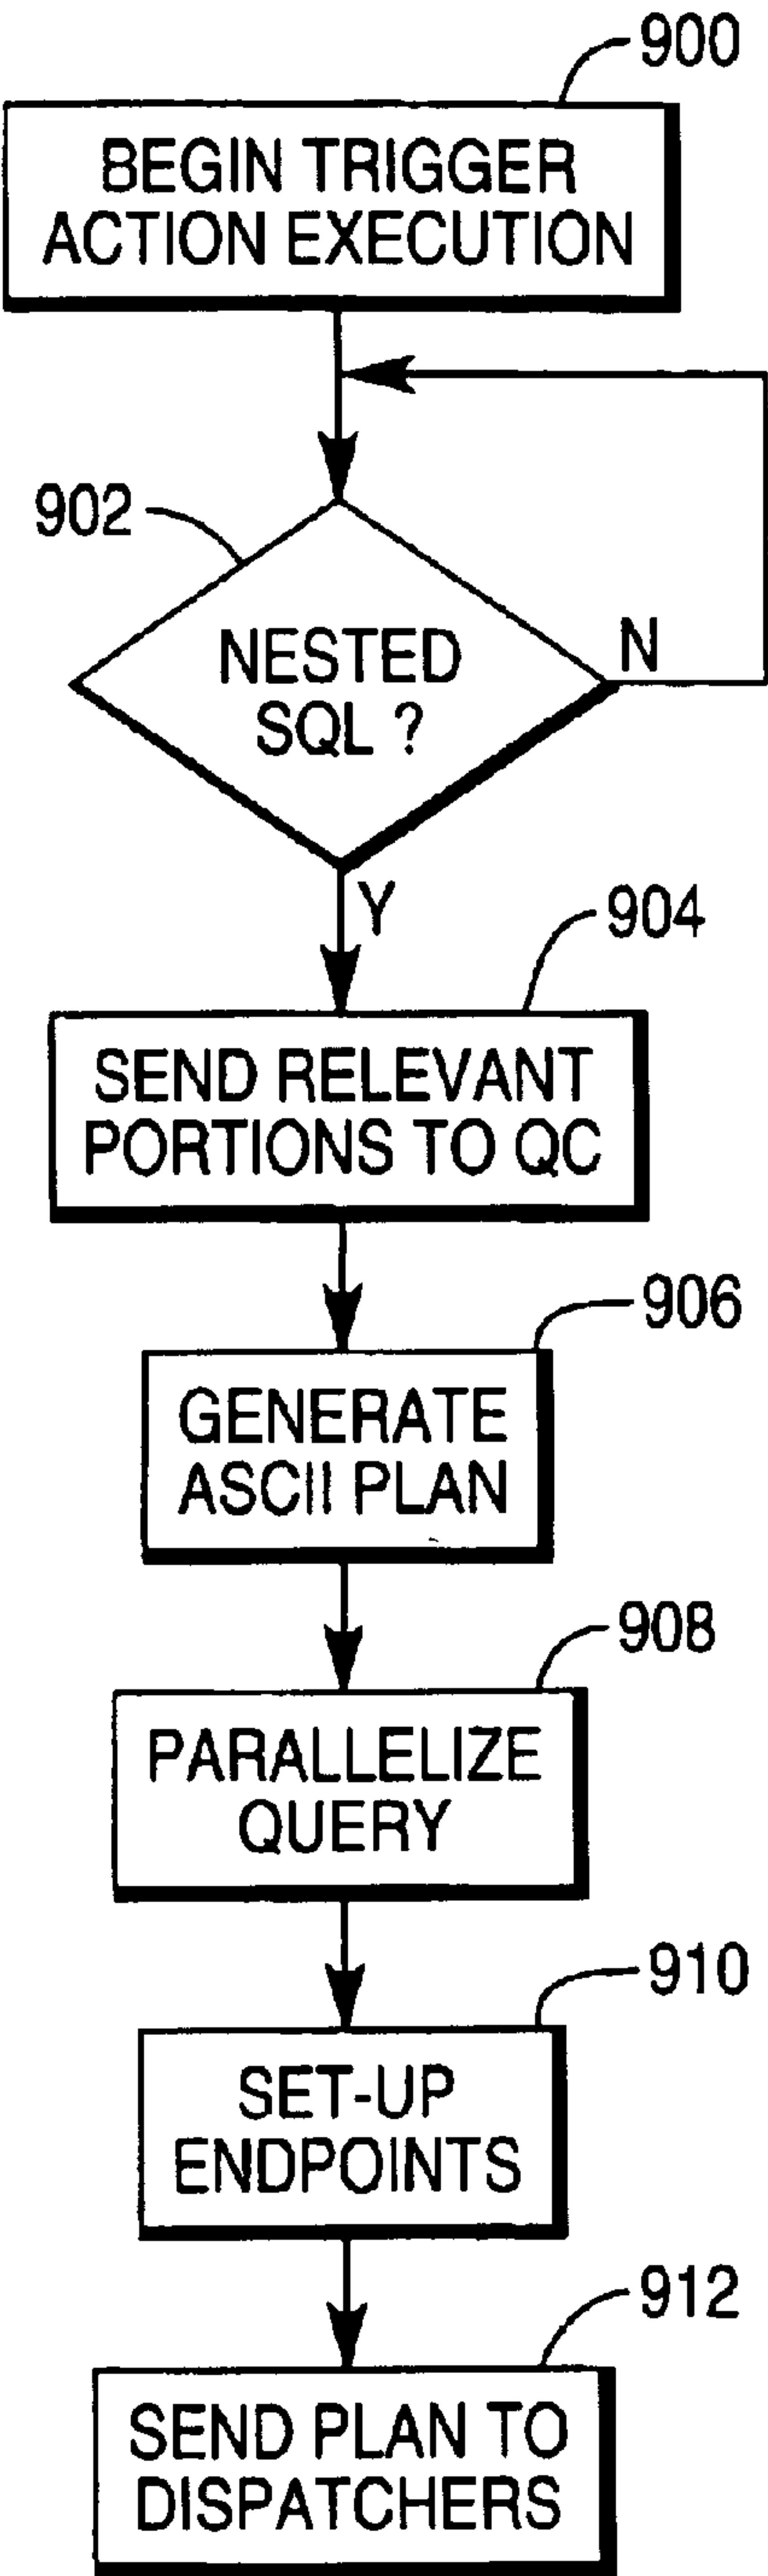 900
BEGIN TRIGGER
ACTION EXECUTION
902
NESTED
SQL ?
N
Y
904
SEND RELEVANT
PORTIONS TO QC
906
GENERATE
ASCII PLAN
908
PARALLELIZE
QUERY
910
SET-UP
ENDPOINTS
912
SEND PLAN TO
DISPATCHERS